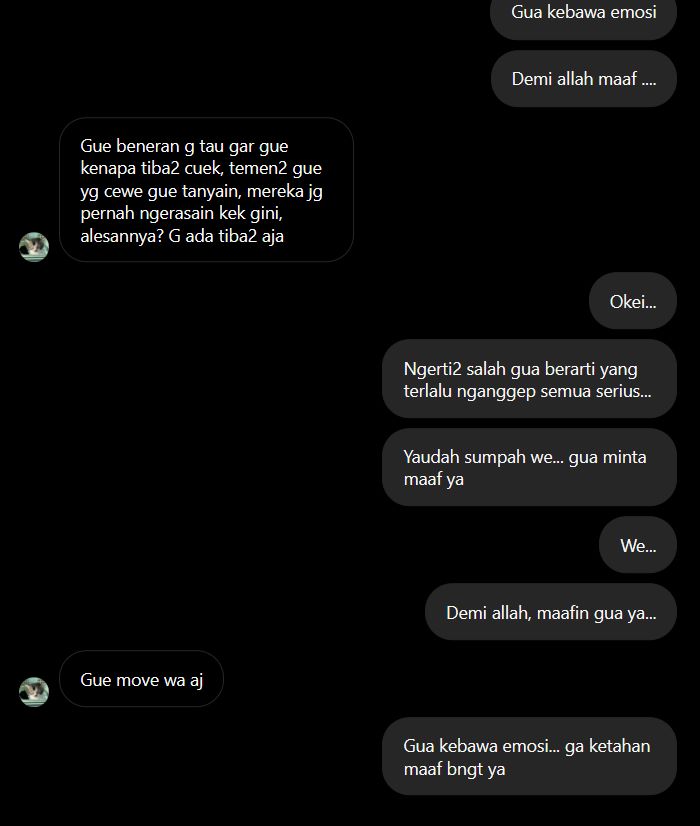 Gua kebawa emosi
Demi allah maaf ....
Gue beneran g tau gar gue
kenapa tiba2 cuek, temen2 gue
yg cewe gue tanyain, mereka jg
pernah ngerasain kek gini,
alesannya? G ada tiba2 aja
Okei...
Ngerti2 salah gua berarti yang
terlalu nganggep semua serius...
Yaudah sumpah we... gua minta
maaf ya
We...
Demi allah, maafin gua ya...
Gue move wa aj
Gua kebawa emosi... ga ketahan
maaf bngt ya